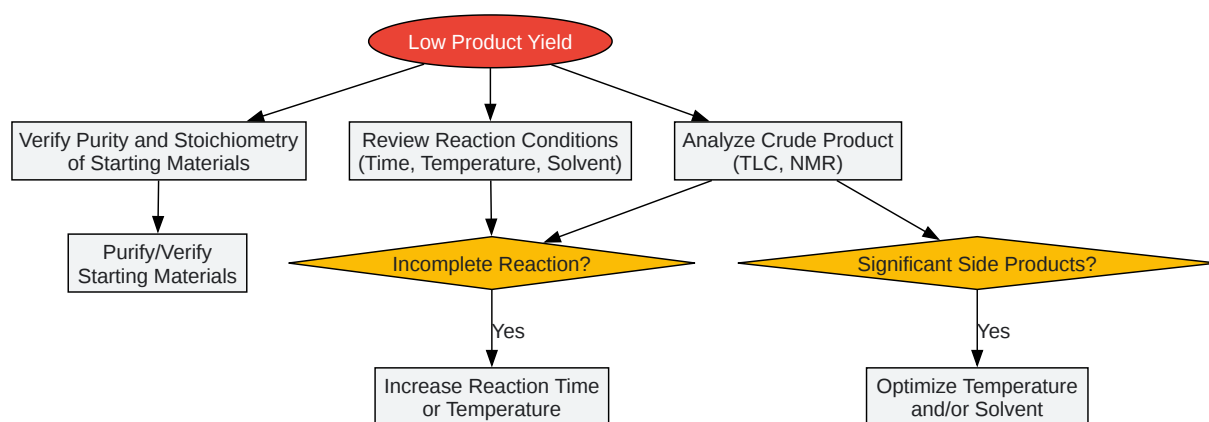 Low Product Yield
Verify Purity and Stoichiometry
of Starting Materials
Review Reaction Conditions
(Time, Temperature, Solvent)
Analyze Crude Product
(TLC, NMR)
Purify/Verify
Starting Materials
Incomplete Reaction?
Significant Side Products?
Yes
Yes
Increase Reaction Time
or Temperature
Optimize Temperature
and/or Solvent